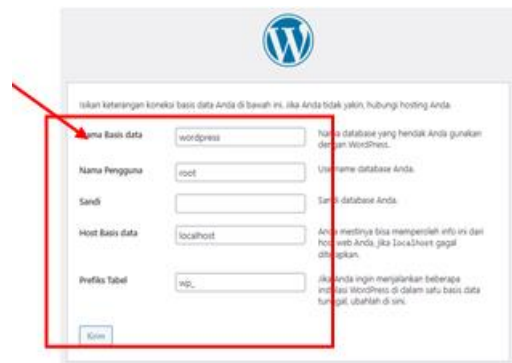 Isikan keterangan koneksi basis data Anda di bawah ini. Jika Anda tidak yakin, hubungi hosting Anda.
Nama Basis data
wordpress
Nama database yang hendak Anda gunakan
dengan WordPress.
Nama Pengguna
root
Username database Anda.
Sandi
Sandi database Anda.
Host Basis data
localhost
Anda mestinya bisa memperoleh info ini dari
host web Anda, jika localhost gagal
diterapkan.
Prefiks Tabel
wp_
Jika Anda ingin menjalankan beberapa
instalasi WordPress di dalam satu basis data
tunggal, ubahlah di sini.
Kirim